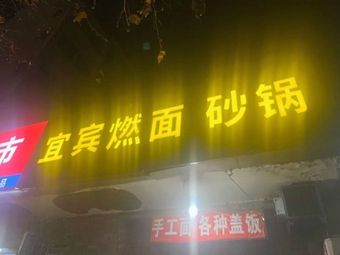 市
宜宾燃面 砂锅
手工面 各种盖饭